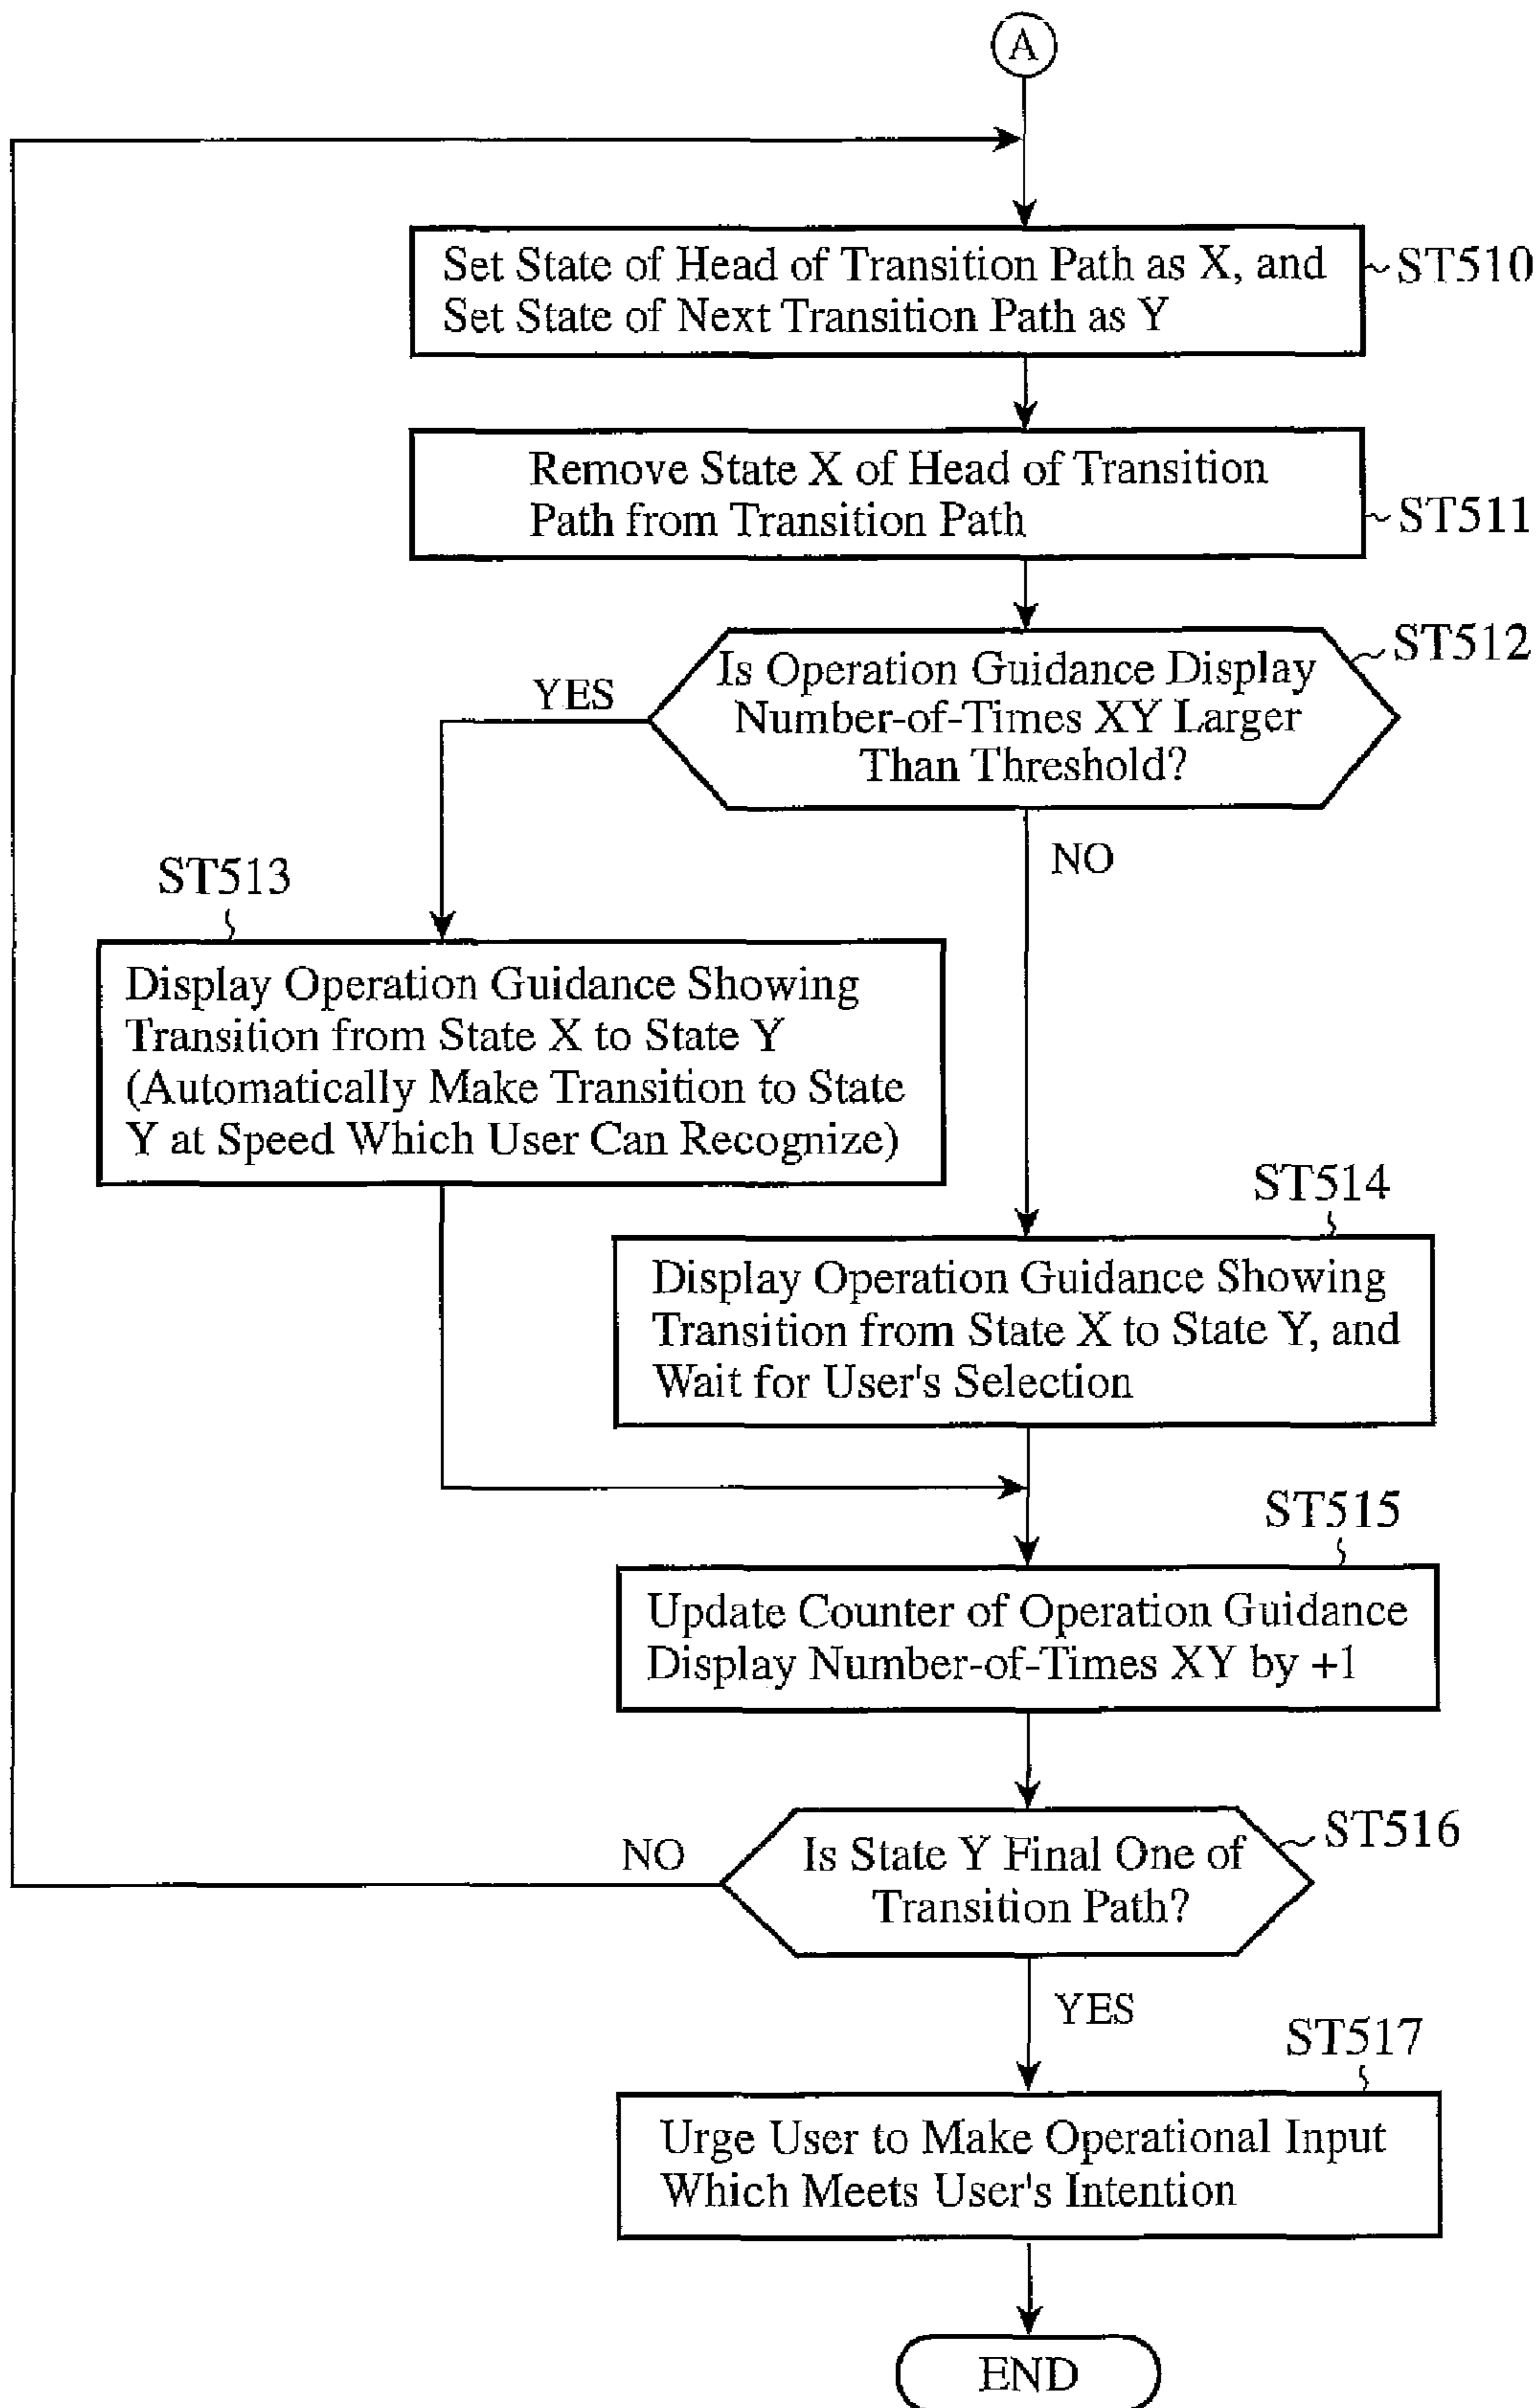 A
Set State of Head of Transition Path as X, and
Set State of Next Transition Path as Y
ST510
Remove State X of Head of Transition
Path from Transition Path
ST511
Is Operation Guidance Display
Number-of-Times XY Larger
Than Threshold?
ST512
YES
NO
ST513
Display Operation Guidance Showing
Transition from State X to State Y
(Automatically Make Transition to State
Y at Speed Which User Can Recognize)
ST514
Display Operation Guidance Showing
Transition from State X to State Y, and
Wait for User's Selection
ST515
Update Counter of Operation Guidance
Display Number-of-Times XY by +1
ST516
NO
Is State Y Final One of
Transition Path?
YES
ST517
Urge User to Make Operational Input
Which Meets User's Intention
END